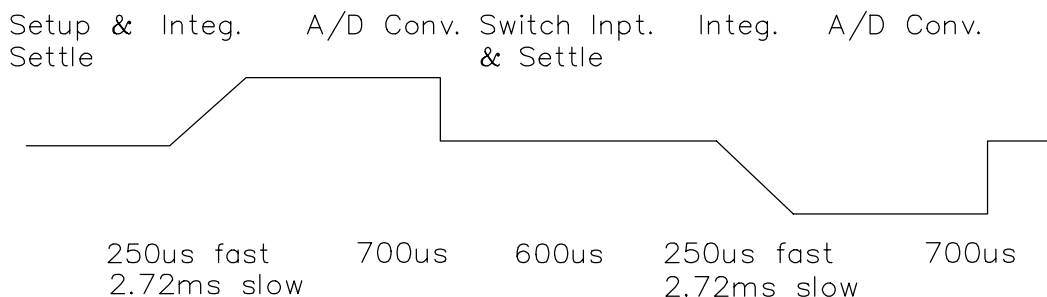 Setup & Integ. A/D Conv. Switch Inpt. Integ. A/D Conv.
Settle & Settle
250us fast 700us 600us 250us fast 700us
2.72ms slow 2.72ms slow